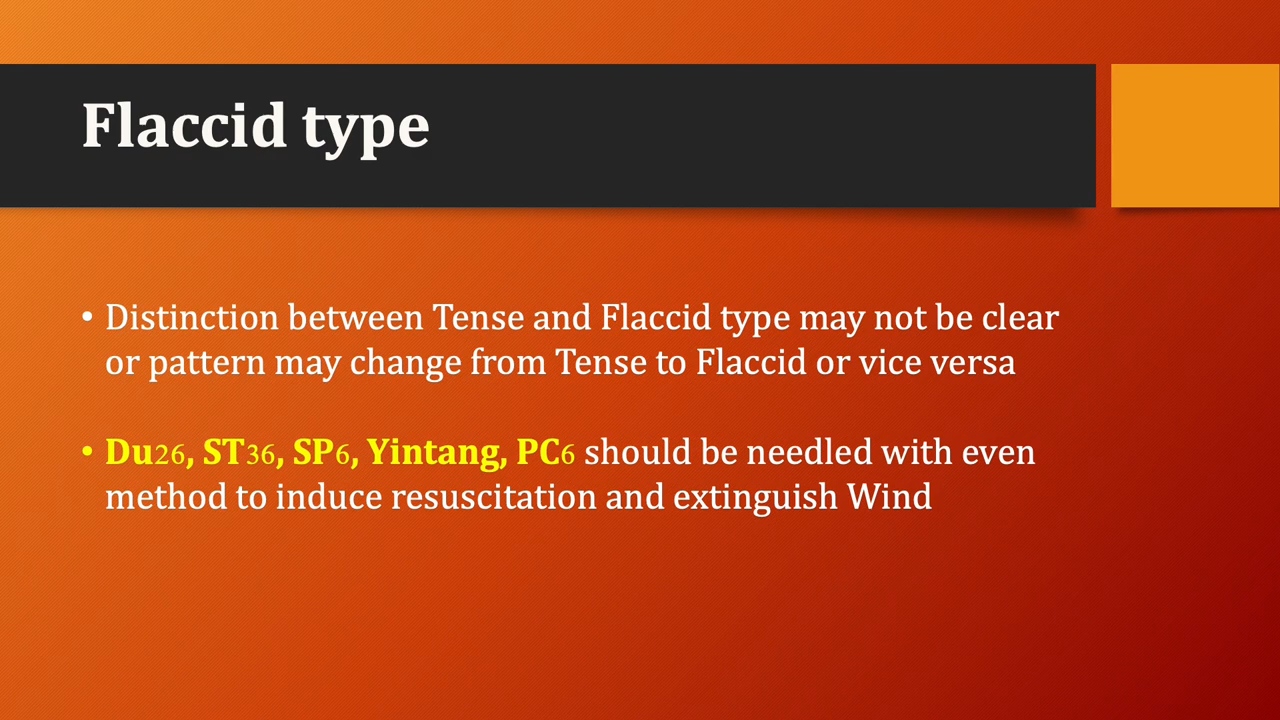 Flaccid type
• Distinction between Tense and Flaccid type may not be clear
or pattern may change from Tense to Flaccid or vice versa
• Du26, ST36, SP6, Yintang, PC6 should be needled with even
method to induce resuscitation and extinguish Wind